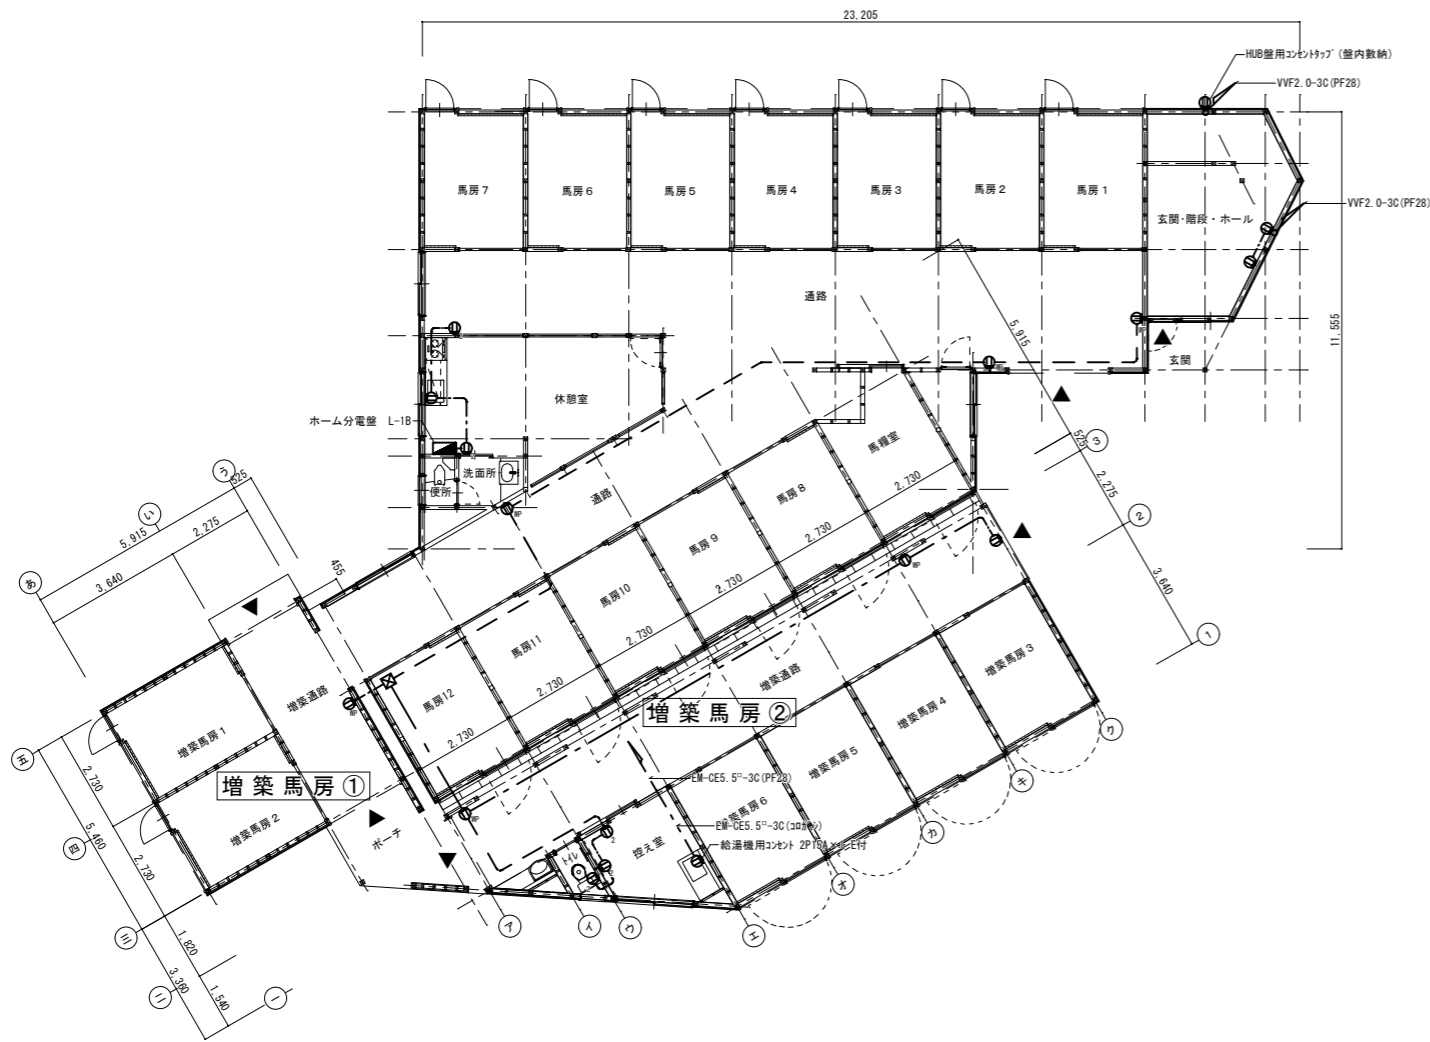 23,205
HUB盤用ｺﾝｾﾝﾄﾀｯﾌﾟ(盤内敷納)
VVF2.0-3C(PF28)
馬房7
馬房6
馬房5
馬房4
馬房3
馬房2
馬房1
玄関・階段・ホール
VVF2.0-3C(PF28)
通路
5,915
11,555
玄関
休憩室
ホーム分電盤 L-1B
洗面所
便所
WP
通路
馬糧室
2,730
馬房8
2,730
馬房9
2,730
馬房10
2,730
馬房11
2,730
馬房12
2,730
525
2,275
3,640
3
2
1
あ
い
う
5,915
525
3,640
2,275
455
増築通路
増築馬房1
増築馬房2
増築馬房①
ポーチ
増築馬房②
増築通路
増築馬房3
増築馬房4
増築馬房5
増築馬房6
WP
WP
WP
EM-CE5.5□-3C(PF28)
EM-CE5.5□-3C(ｺﾛｶﾞｼ)
給湯機用ｺﾝｾﾝﾄ 2P15A
E付
控え室
トイレ
2
ア
イ
ウ
エ
オ
カ
キ
ク
五
四
三
二
一
2,730
5,460
2,730
1,820
3,360
1,540